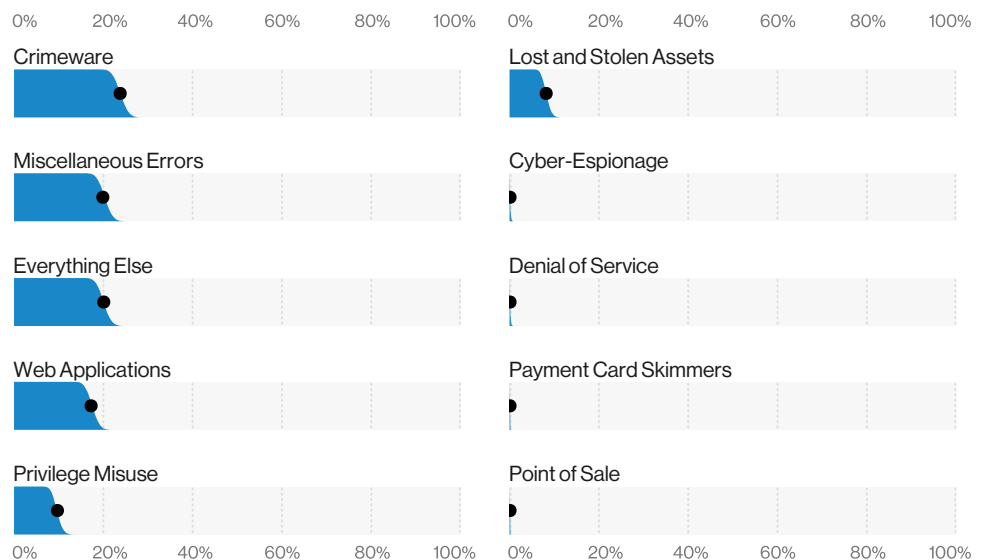 0% 20% 40% 60% 80% 100%
0% 20% 40% 60% 80% 100%
Crimeware
Lost and Stolen Assets
Miscellaneous Errors
Cyber-Espionage
Everything Else
Denial of Service
Web Applications
Payment Card Skimmers
Privilege Misuse
Point of Sale
0% 20% 40% 60% 80% 100%
0% 20% 40% 60% 80% 100%